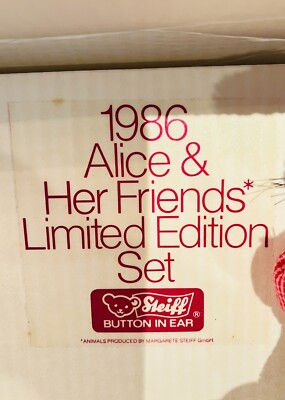 1986
Alice &
Her Friends*
Limited Edition
Set
Steiff
BUTTON IN EAR ®
*ANIMALS PRODUCED BY MARGARETE STEIFF GmbH.